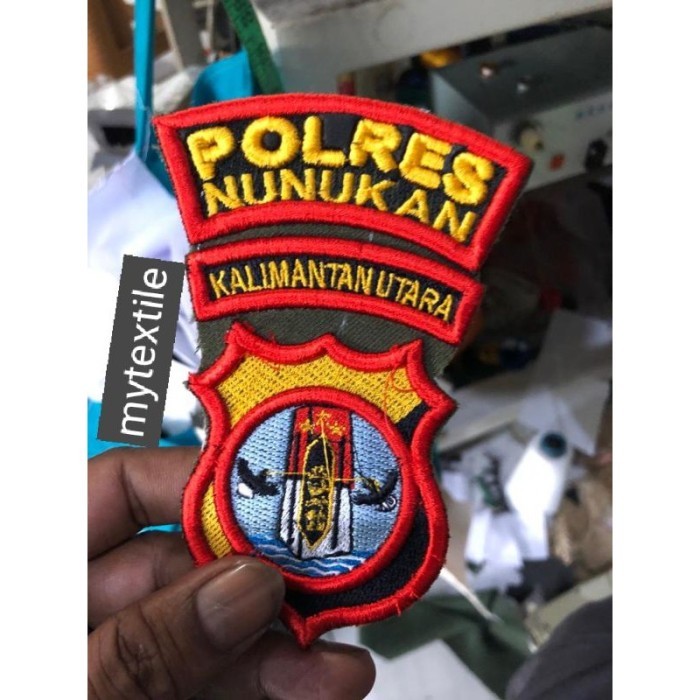 POLRES
NUNUKAN
KALIMANTAN UTARA
mytextile